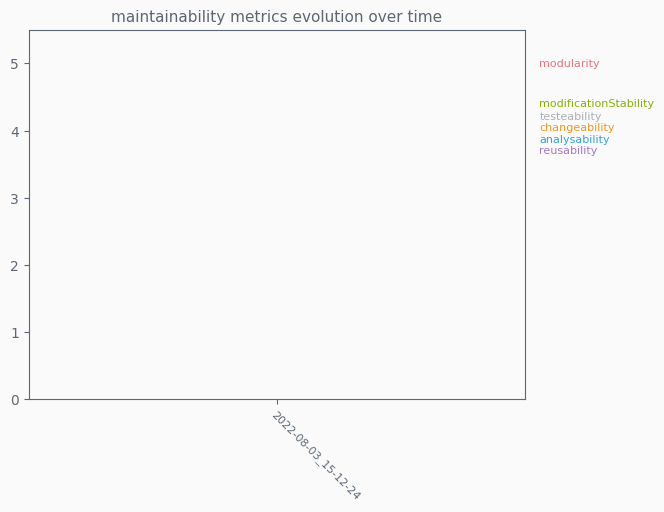 maintainability metrics evolution over time
5
4
3
2
1
0
2022-08-03_15-12-24
modularity
modificationStability
testeability
changeability
analysability
reusability